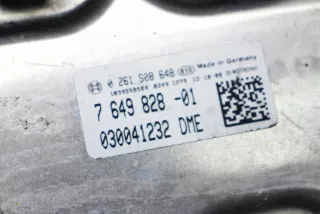 0 261 S08 648 Made in Germany
7 649 828 -01
030041232 DME